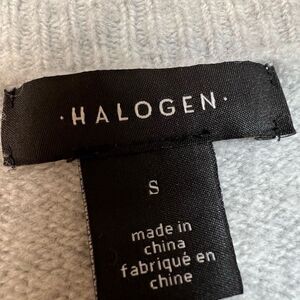 ·HALOGEN·
S
made in
china
fabriqué en
chine